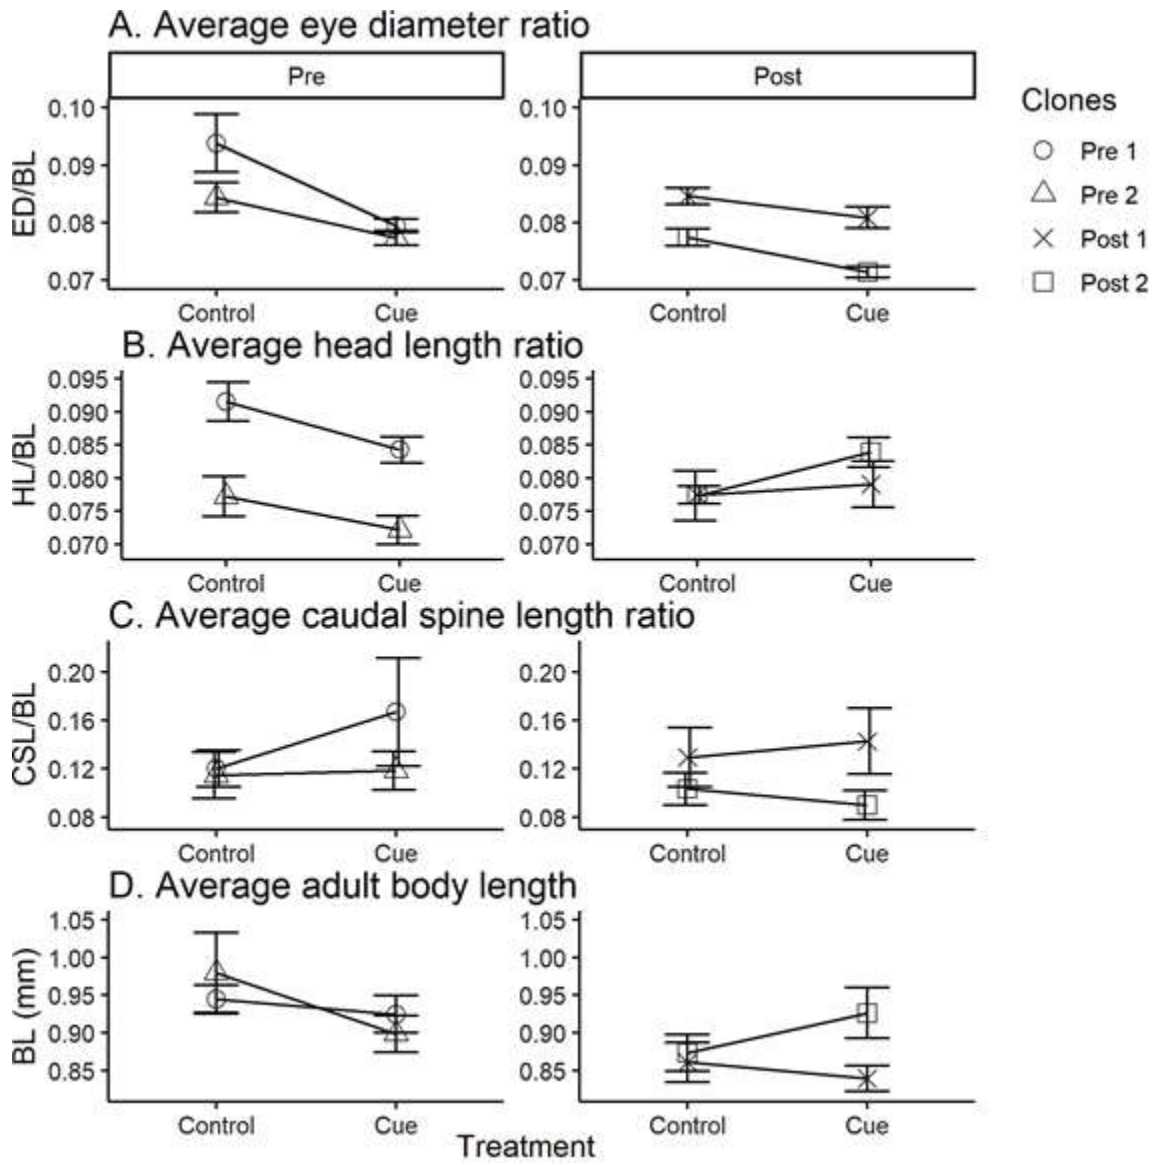 A. Average eye diameter ratio
Pre
Post
Clones
Pre 1
Pre 2
Post 1
Post 2
ED/BL
0.10
0.09
0.08
0.07
Control Cue
0.10
0.09
0.08
0.07
Control Cue
B. Average head length ratio
HL/BL
0.095
0.090
0.085
0.080
0.075
0.070
Control Cue
0.095
0.090
0.085
0.080
0.075
0.070
Control Cue
C. Average caudal spine length ratio
CSL/BL
0.20
0.16
0.12
0.08
Control Cue
0.20
0.16
0.12
0.08
Control Cue
D. Average adult body length
BL (mm)
1.05
1.00
0.95
0.90
0.85
Control Cue
1.05
1.00
0.95
0.90
0.85
Control Cue
Treatment